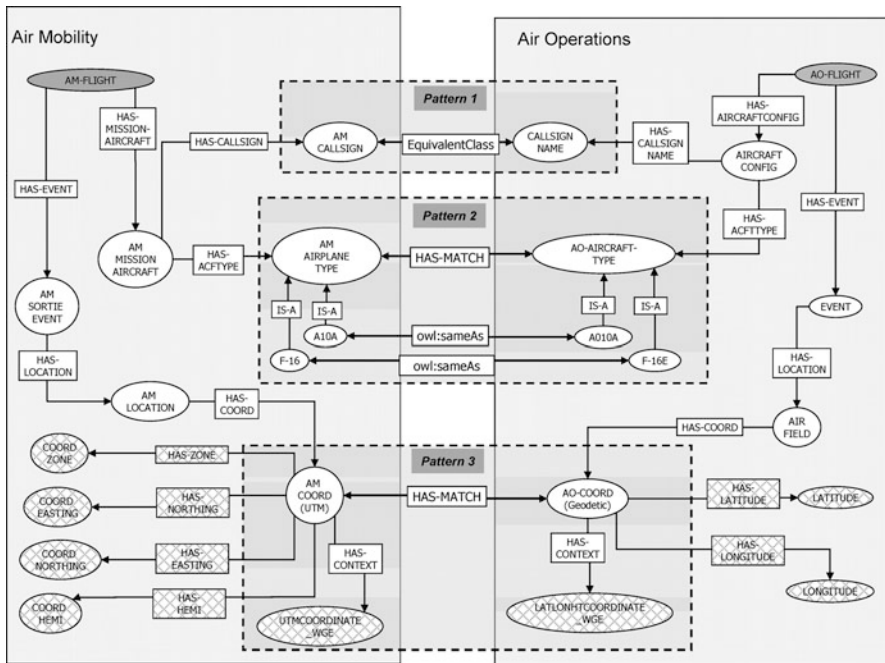 Air Mobility
Air Operations
AM-FLIGHT
AO-FLIGHT
Pattern 1
HAS-
MISSION-
AIRCRAFT
HAS-CALLSIGN
AM
CALLSIGN
EquivalentClass
CALLSIGN
NAME
HAS-
CALLSIGN
NAME
HAS-
AIRCRAFTCONFIG
AIRCRAFT
CONFIG
HAS-EVENT
HAS-EVENT
Pattern 2
HAS-
ACFTTYPE
AM
MISSION
AIRCRAFT
HAS-
ACFTYPE
AM
AIRPLANE
TYPE
HAS-MATCH
AO-AIRCRAFT-
TYPE
AM
SORTIE
EVENT
IS-A
IS-A
IS-A
IS-A
EVENT
A10A
owl:sameAs
A010A
F-16
owl:sameAs
F-16E
HAS-
LOCATION
HAS-
LOCATION
AM
LOCATION
HAS-
COORD
HAS-COORD
AIR
FIELD
Pattern 3
COORD
ZONE
HAS-ZONE
AM
COORD
(UTM)
HAS-MATCH
AO-COORD
(Geodetic)
HAS-
LATITUDE
LATITUDE
COORD
EASTING
HAS-
NORTHING
COORD
NORTHING
HAS-
EASTING
HAS-
CONTEXT
HAS-
CONTEXT
HAS-
LONGITUDE
LONGITUDE
COORD
HEMI
HAS-
HEMI
UTMCOORDINATE
_WGE
LATLONHTCOORDINATE
_WGE